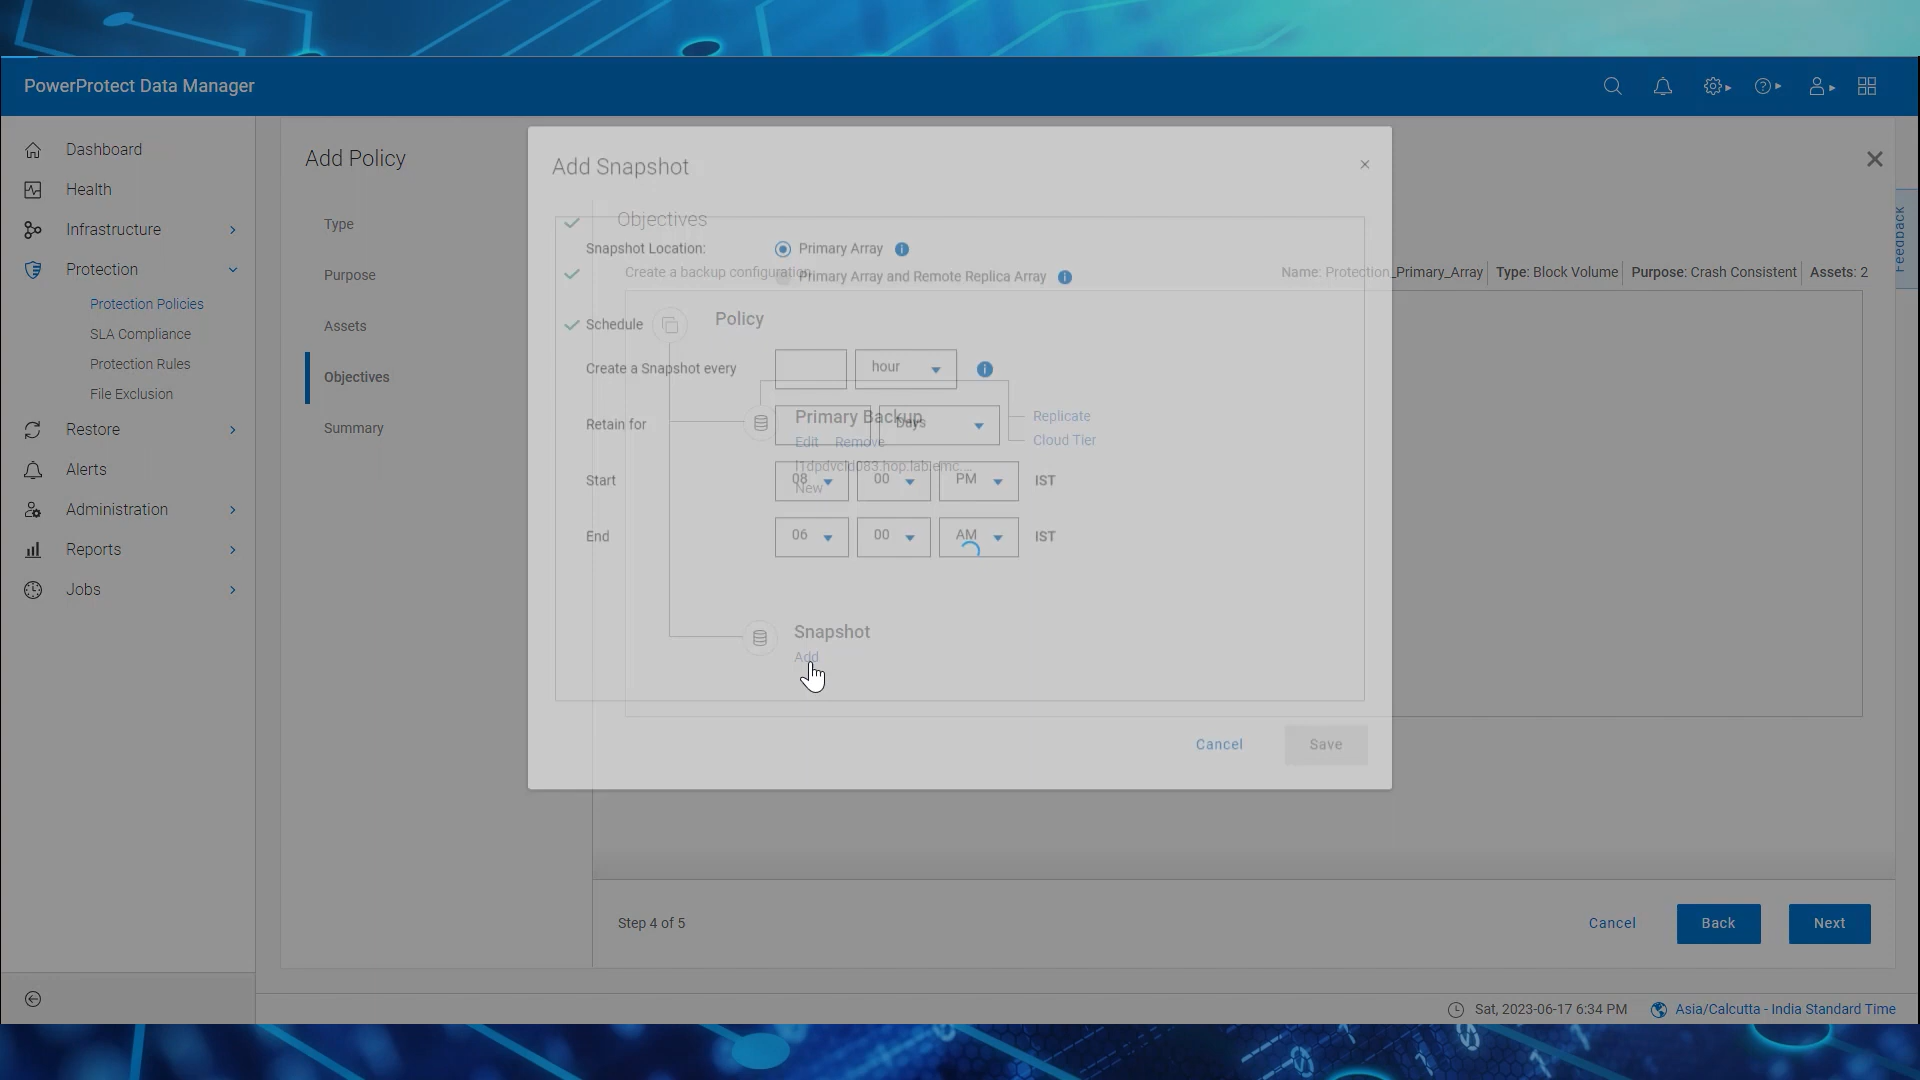 PowerProtect Data Manager
Dashboard
Health
Infrastructure
Protection
Protection Policies
SLA Compliance
Protection Rules
File Exclusion
Restore
Alerts
Administration
Reports
Jobs
Add Policy
Type
Purpose
Assets
Objectives
Summary
Add Snapshot
Objectives
Snapshot Location:
Primary Array
Create a backup configuration
Primary Array and Remote Replica Array
Name: Protection_Primary_Array
Type: Block Volume
Purpose: Crash Consistent
Assets: 2
Schedule
Policy
Create a Snapshot every
hour
Retain for
Primary Backup
Days
Edit Remove
Replicate
Cloud Tier
l1dpdvcld083.hop.lab.emc....
New
Start
08 00 PM IST
End
06 00 AM IST
Snapshot
Add
Cancel
Save
Step 4 of 5
Cancel
Back
Next
Feedback
Sat, 2023-06-17 6:34 PM
Asia/Calcutta - India Standard Time